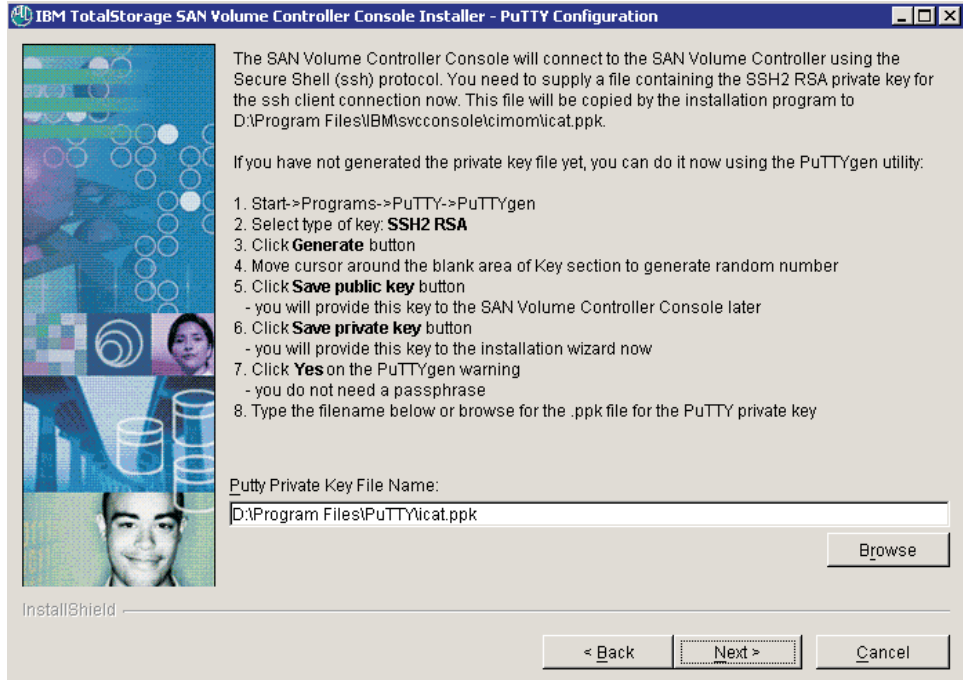 IBM TotalStorage SAN Volume Controller Console Installer - PuTTY Configuration
The SAN Volume Controller Console will connect to the SAN Volume Controller using the
Secure Shell (ssh) protocol. You need to supply a file containing the SSH2 RSA private key for
the ssh client connection now. This file will be copied by the installation program to
D:\Program Files\IBM\svcconsole\cimom\icat.ppk.
If you have not generated the private key file yet, you can do it now using the PuTTYgen utility:
1. Start->Programs->PuTTY->PuTTYgen
2. Select type of key: SSH2 RSA
3. Click Generate button
4. Move cursor around the blank area of Key section to generate random number
5. Click Save public key button
- you will provide this key to the SAN Volume Controller Console later
6. Click Save private key button
- you will provide this key to the installation wizard now
7. Click Yes on the PuTTYgen warning
- you do not need a passphrase
8. Type the filename below or browse for the .ppk file for the PuTTY private key
Putty Private Key File Name:
D:\Program Files\PuTTY\icat.ppk
Browse
InstallShield
< Back
Next >
Cancel